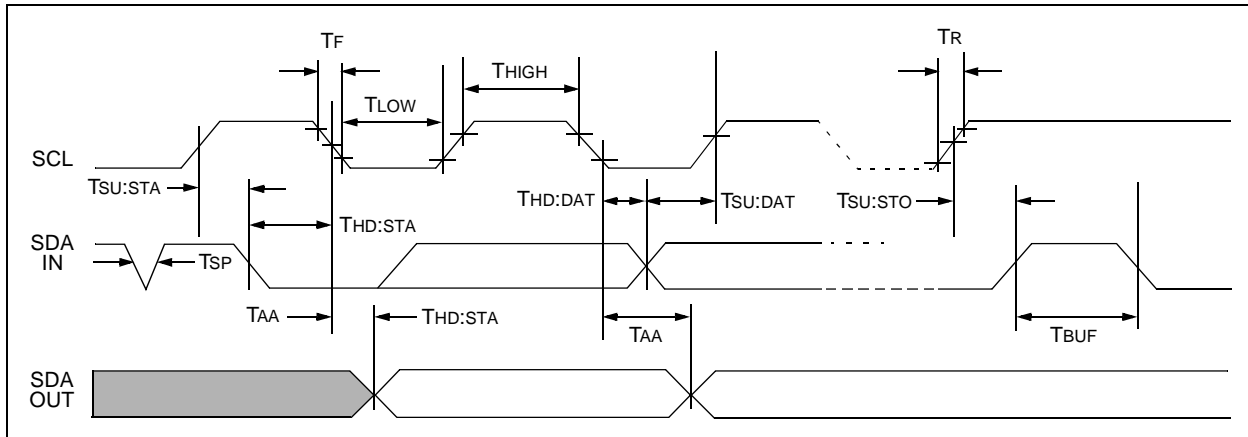 TF
TR
THIGH
TLOW
SCL
TSU:STA
THD:DAT
TSU:DAT
TSU:STO
THD:STA
SDA
IN
TSP
TAA
THD:STA
TAA
TBUF
SDA
OUT